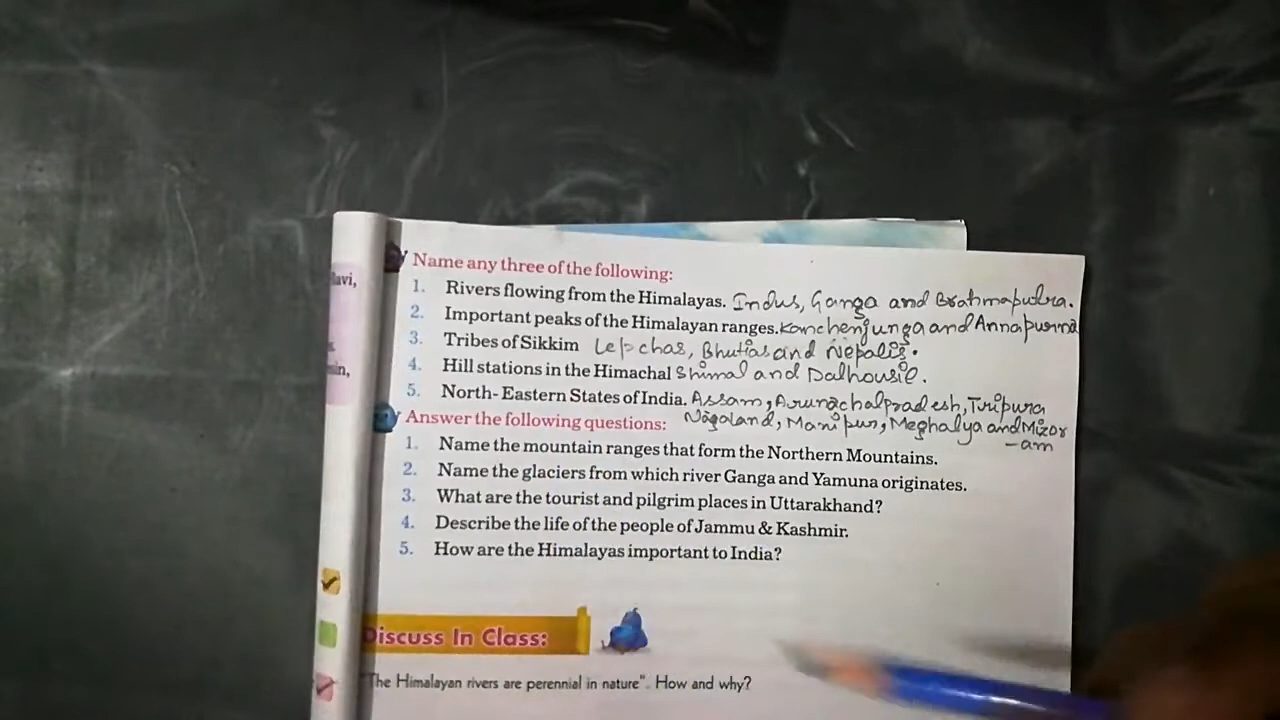 Name any three of the following:
1. Rivers flowing from the Himalayas. Indus, Ganga and Brahmaputra.
2. Important peaks of the Himalayan ranges. Kanchenjunga and Annapurna
3. Tribes of Sikkim Lepchas, Bhutias and Nepalis.
4. Hill stations in the Himachal Shimal and Dalhousie.
5. North-Eastern States of India. Assam, Arunachalpradesh, Tripura
Nagaland, Manipur, Meghalya and Mizor
-am
Answer the following questions:
1. Name the mountain ranges that form the Northern Mountains.
2. Name the glaciers from which river Ganga and Yamuna originates.
3. What are the tourist and pilgrim places in Uttarakhand?
4. Describe the life of the people of Jammu & Kashmir.
5. How are the Himalayas important to India?
Discuss In Class:
"The Himalayan rivers are perennial in nature". How and why?